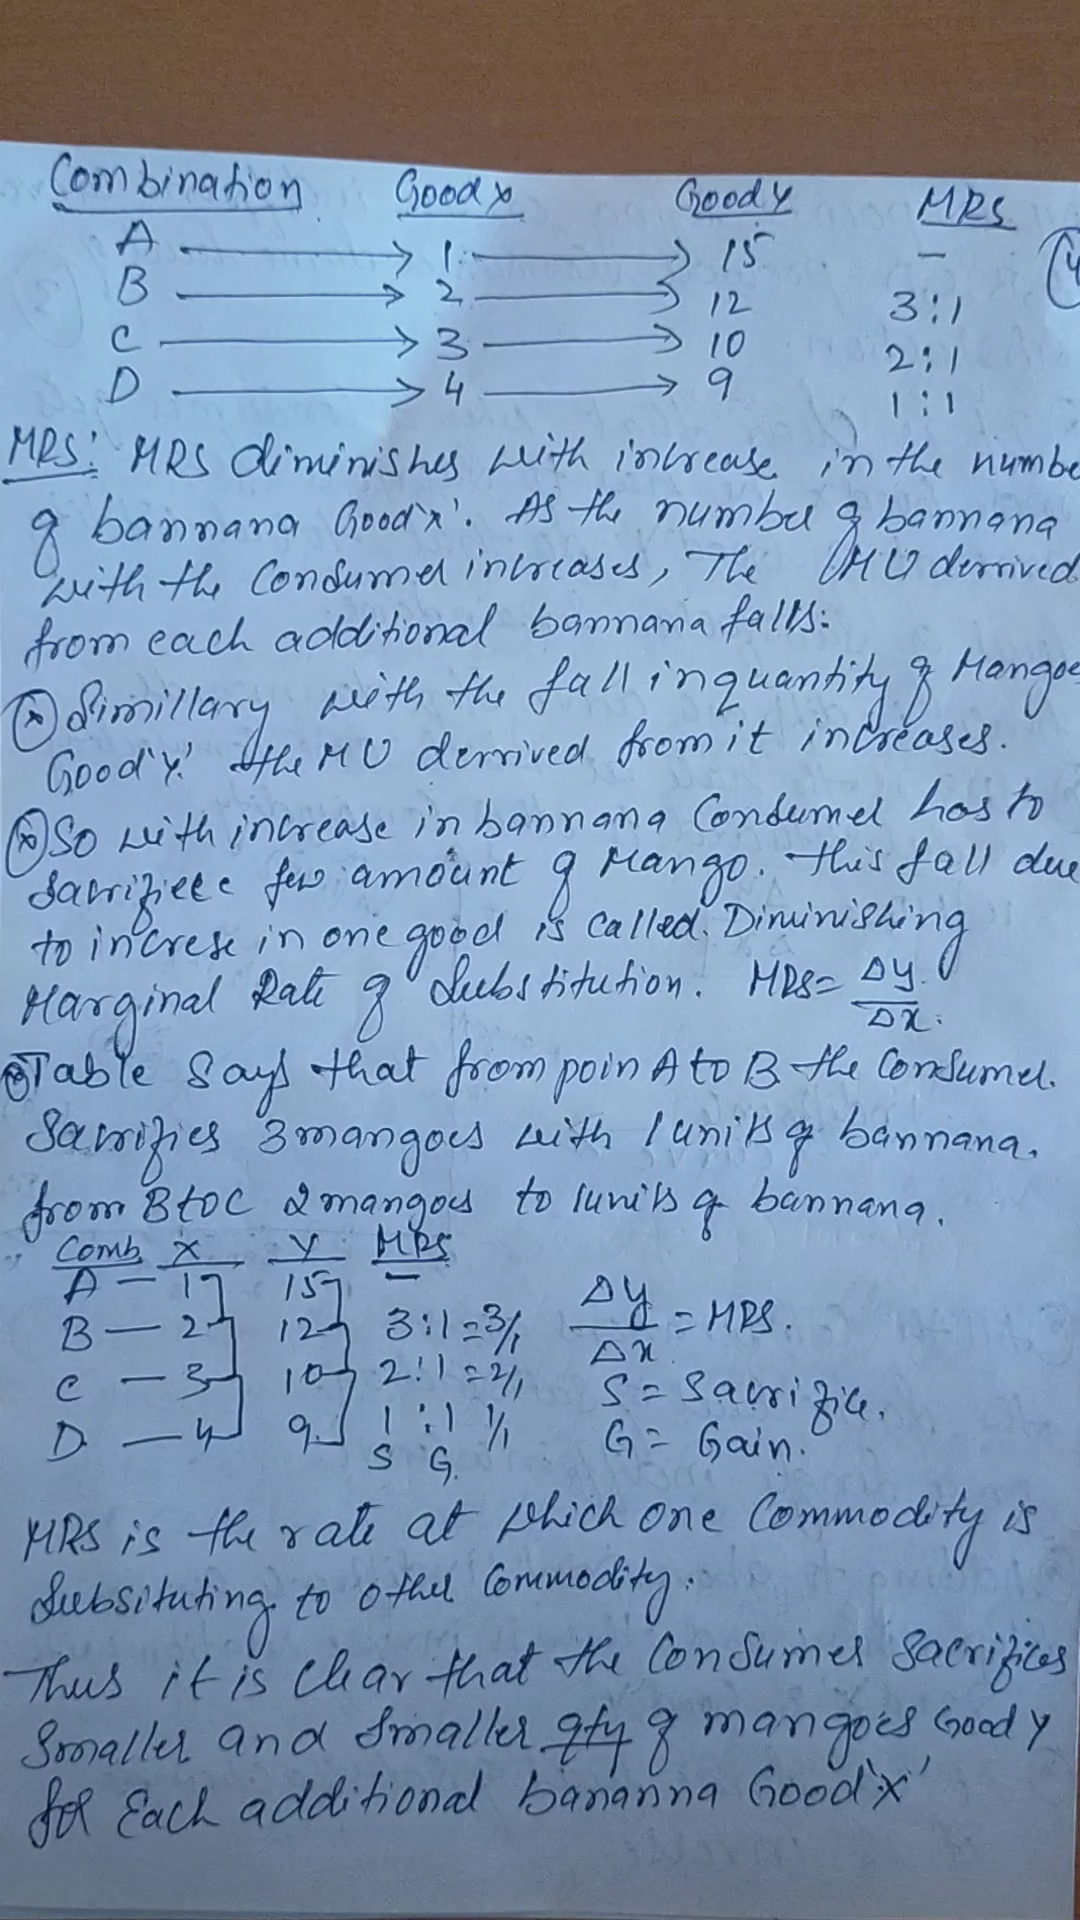 Combination Good x Good y MRS
A → 1 → 15 –
B → 2 → 12 3:1
C → 3 → 10 2:1
D → 4 → 9 1:1
MRS: MRS diminishes with increase in the numbe
of bannana Good 'x'. As the number of bannana
with the Consumer increases, The MU derrived
from each additional bannana falls:
Simillary with the fall in quantity of Mangoe
Good 'y'. the MU derrived from it increases.
So with increase in bannana Consumer has to
Sacrifiece few amount of Mango. this fall due
to increse in one good is called. Diminishing
Marginal Rate of Substitution. MRS = Δy/Δx.
Table Says that from poin A to B the Consumer.
Sacrifies 3 mangoes with 1 units of bannana.
from B to C 2 mangoes to 1 units of bannana.
Comb X Y MRS
A — 1 15 – Δy/Δx = MRS.
B — 2 12 3:1 = 3/1
C — 3 10 2:1 = 2/1 S = Sacrifice.
D — 4 9 1:1 1/1 G = Gain.
S G
MRS is the rate at which one Commodity is
Subsituting to other Commodity.
Thus it is clear that the Consumer Sacrifices
Smaller and Smaller qty of mangoes Good y
for Each additional bananna Good 'x'